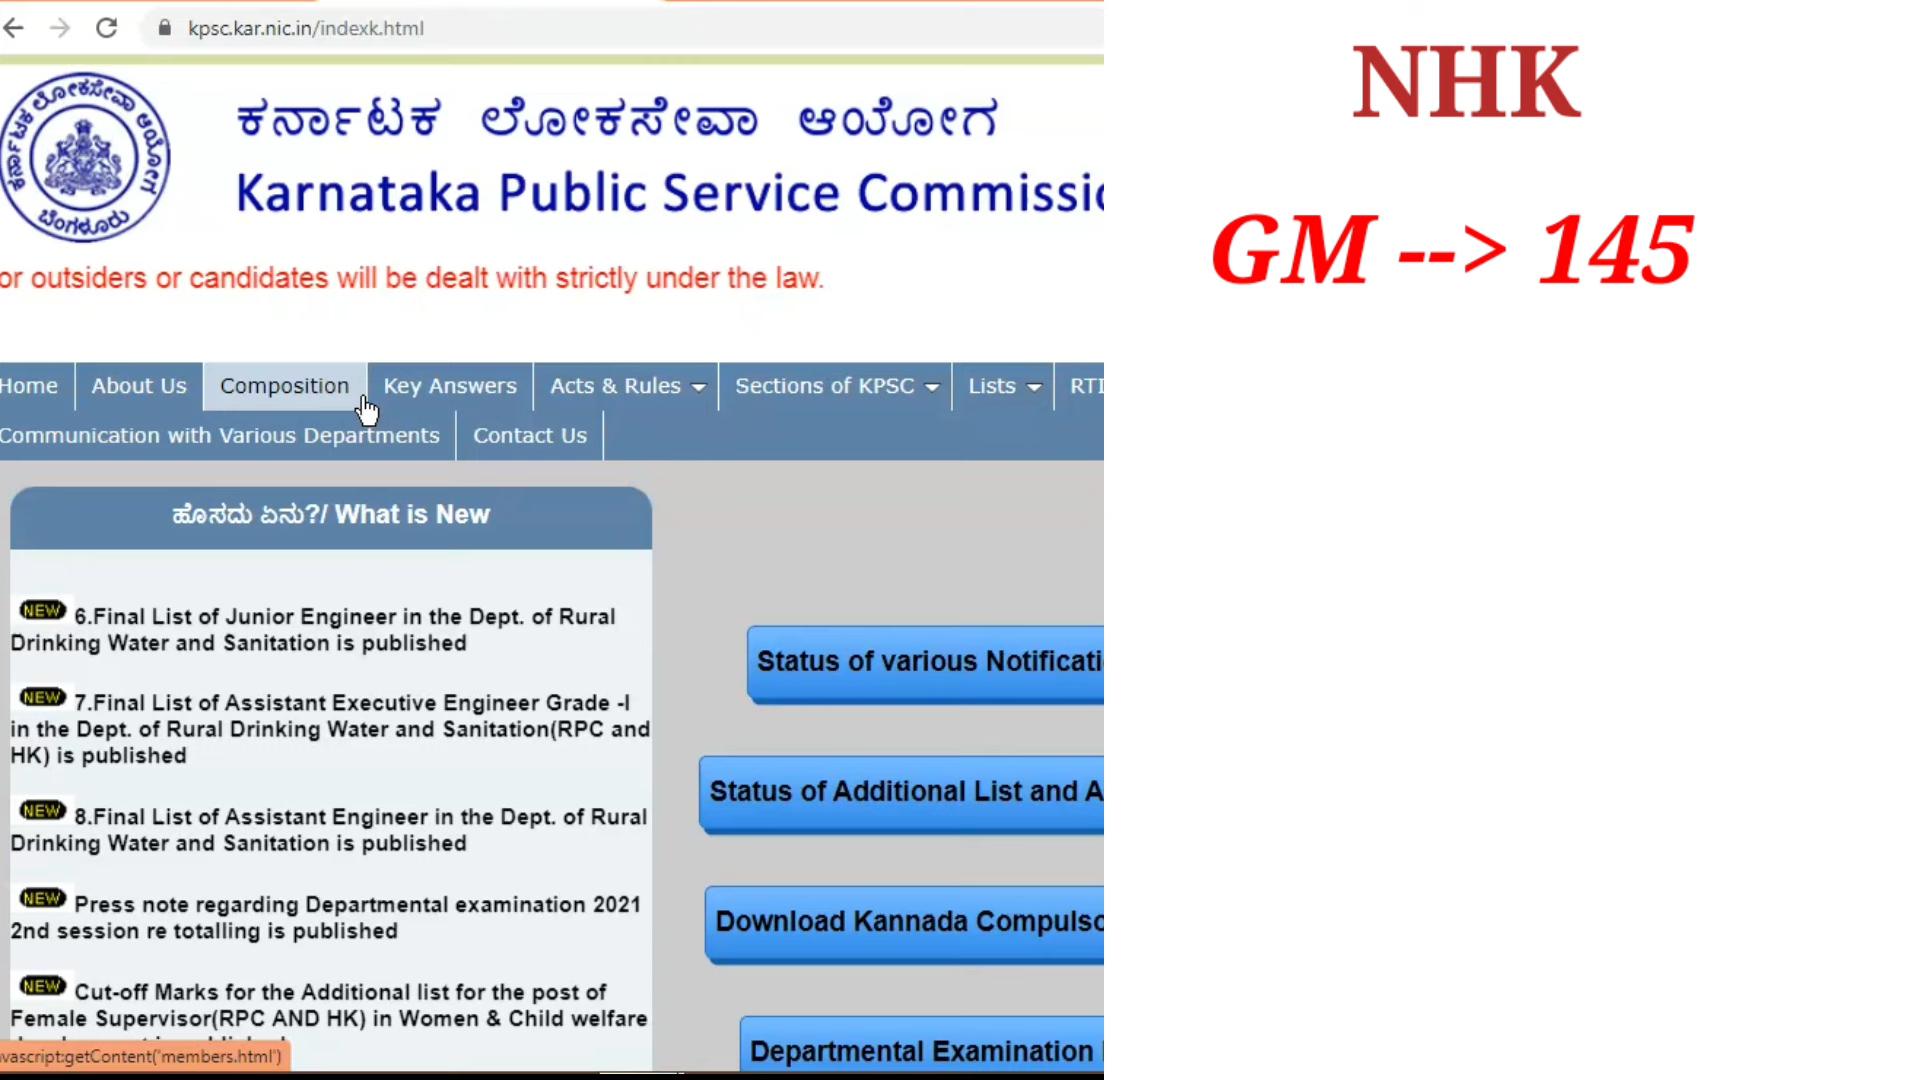 kpsc.kar.nic.in/indexk.html
ಕರ್ನಾಟಕ ಲೋಕಸೇವಾ ಆಯೋಗ
ಬೆಂಗಳೂರು
ಕರ್ನಾಟಕ ಲೋಕಸೇವಾ ಆಯೋಗ
Karnataka Public Service Commissio
or outsiders or candidates will be dealt with strictly under the law.
Home About Us Composition Key Answers Acts & Rules Sections of KPSC Lists RTI
Communication with Various Departments Contact Us
ಹೊಸದು ಏನು?/ What is New
NEW 6.Final List of Junior Engineer in the Dept. of Rural
Drinking Water and Sanitation is published
NEW 7.Final List of Assistant Executive Engineer Grade -I
in the Dept. of Rural Drinking Water and Sanitation(RPC and
HK) is published
NEW 8.Final List of Assistant Engineer in the Dept. of Rural
Drinking Water and Sanitation is published
NEW Press note regarding Departmental examination 2021
2nd session re totalling is published
NEW Cut-off Marks for the Additional list for the post of
Female Supervisor(RPC AND HK) in Women & Child welfare
avascript:getContent('members.html')
Status of various Notificati
Status of Additional List and A
Download Kannada Compulso
Departmental Examination
NHK
GM --> 145